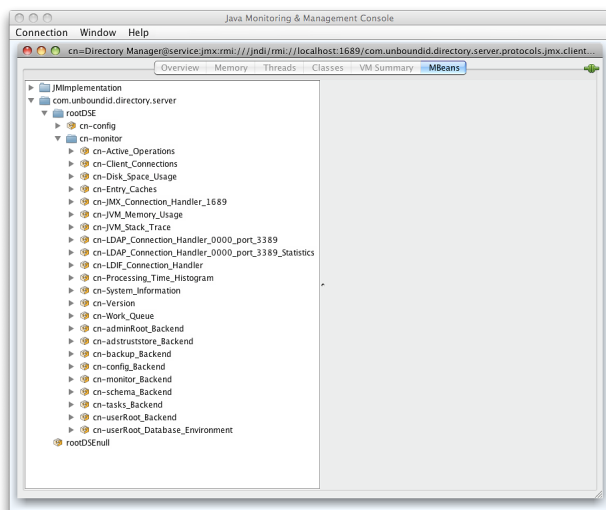 Java Monitoring & Management Console
Connection Window Help
cn=Directory Manager@service:jmx:rmi:///jndi/rmi://localhost:1689/com.unboundid.directory.server.protocols.jmx.client...
Overview Memory Threads Classes VM Summary MBeans
JMImplementation
com.unboundid.directory.server
rootDSE
cn-config
cn-monitor
cn-Active_Operations
cn-Client_Connections
cn-Disk_Space_Usage
cn-Entry_Caches
cn-JMX_Connection_Handler_1689
cn-JVM_Memory_Usage
cn-JVM_Stack_Trace
cn-LDAP_Connection_Handler_0000_port_3389
cn-LDAP_Connection_Handler_0000_port_3389_Statistics
cn-LDIF_Connection_Handler
cn-Processing_Time_Histogram
cn-System_Information
cn-Version
cn-Work_Queue
cn-adminRoot_Backend
cn-adstruststore_Backend
cn-backup_Backend
cn-config_Backend
cn-monitor_Backend
cn-schema_Backend
cn-tasks_Backend
cn-userRoot_Backend
cn-userRoot_Database_Environment
rootDSEnull